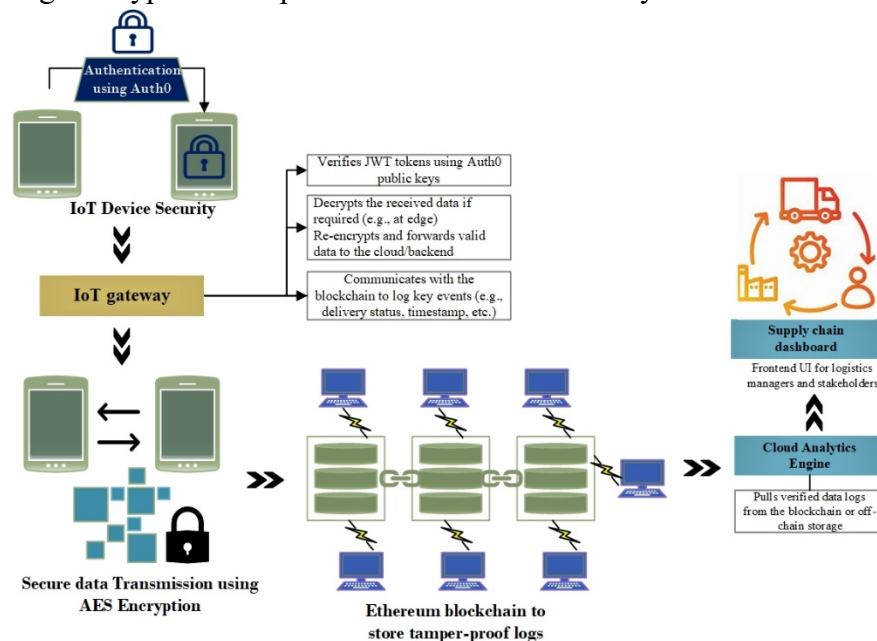 Authentication
using Auth0
IoT Device Security
Verifies JWT tokens using Auth0
public keys
Decrypts the received data if
required (e.g., at edge)
Re-encrypts and forwards valid
data to the cloud/backend
IoT gateway
Communicates with the
blockchain to log key events (e.g.,
delivery status, timestamp, etc.)
Secure data Transmission using
AES Encryption
Ethereum blockchain to
store tamper-proof logs
Supply chain
dashboard
Frontend UI for logistics
managers and stakeholders
Cloud Analytics
Engine
Pulls verified data logs
from the blockchain or off-
chain storage